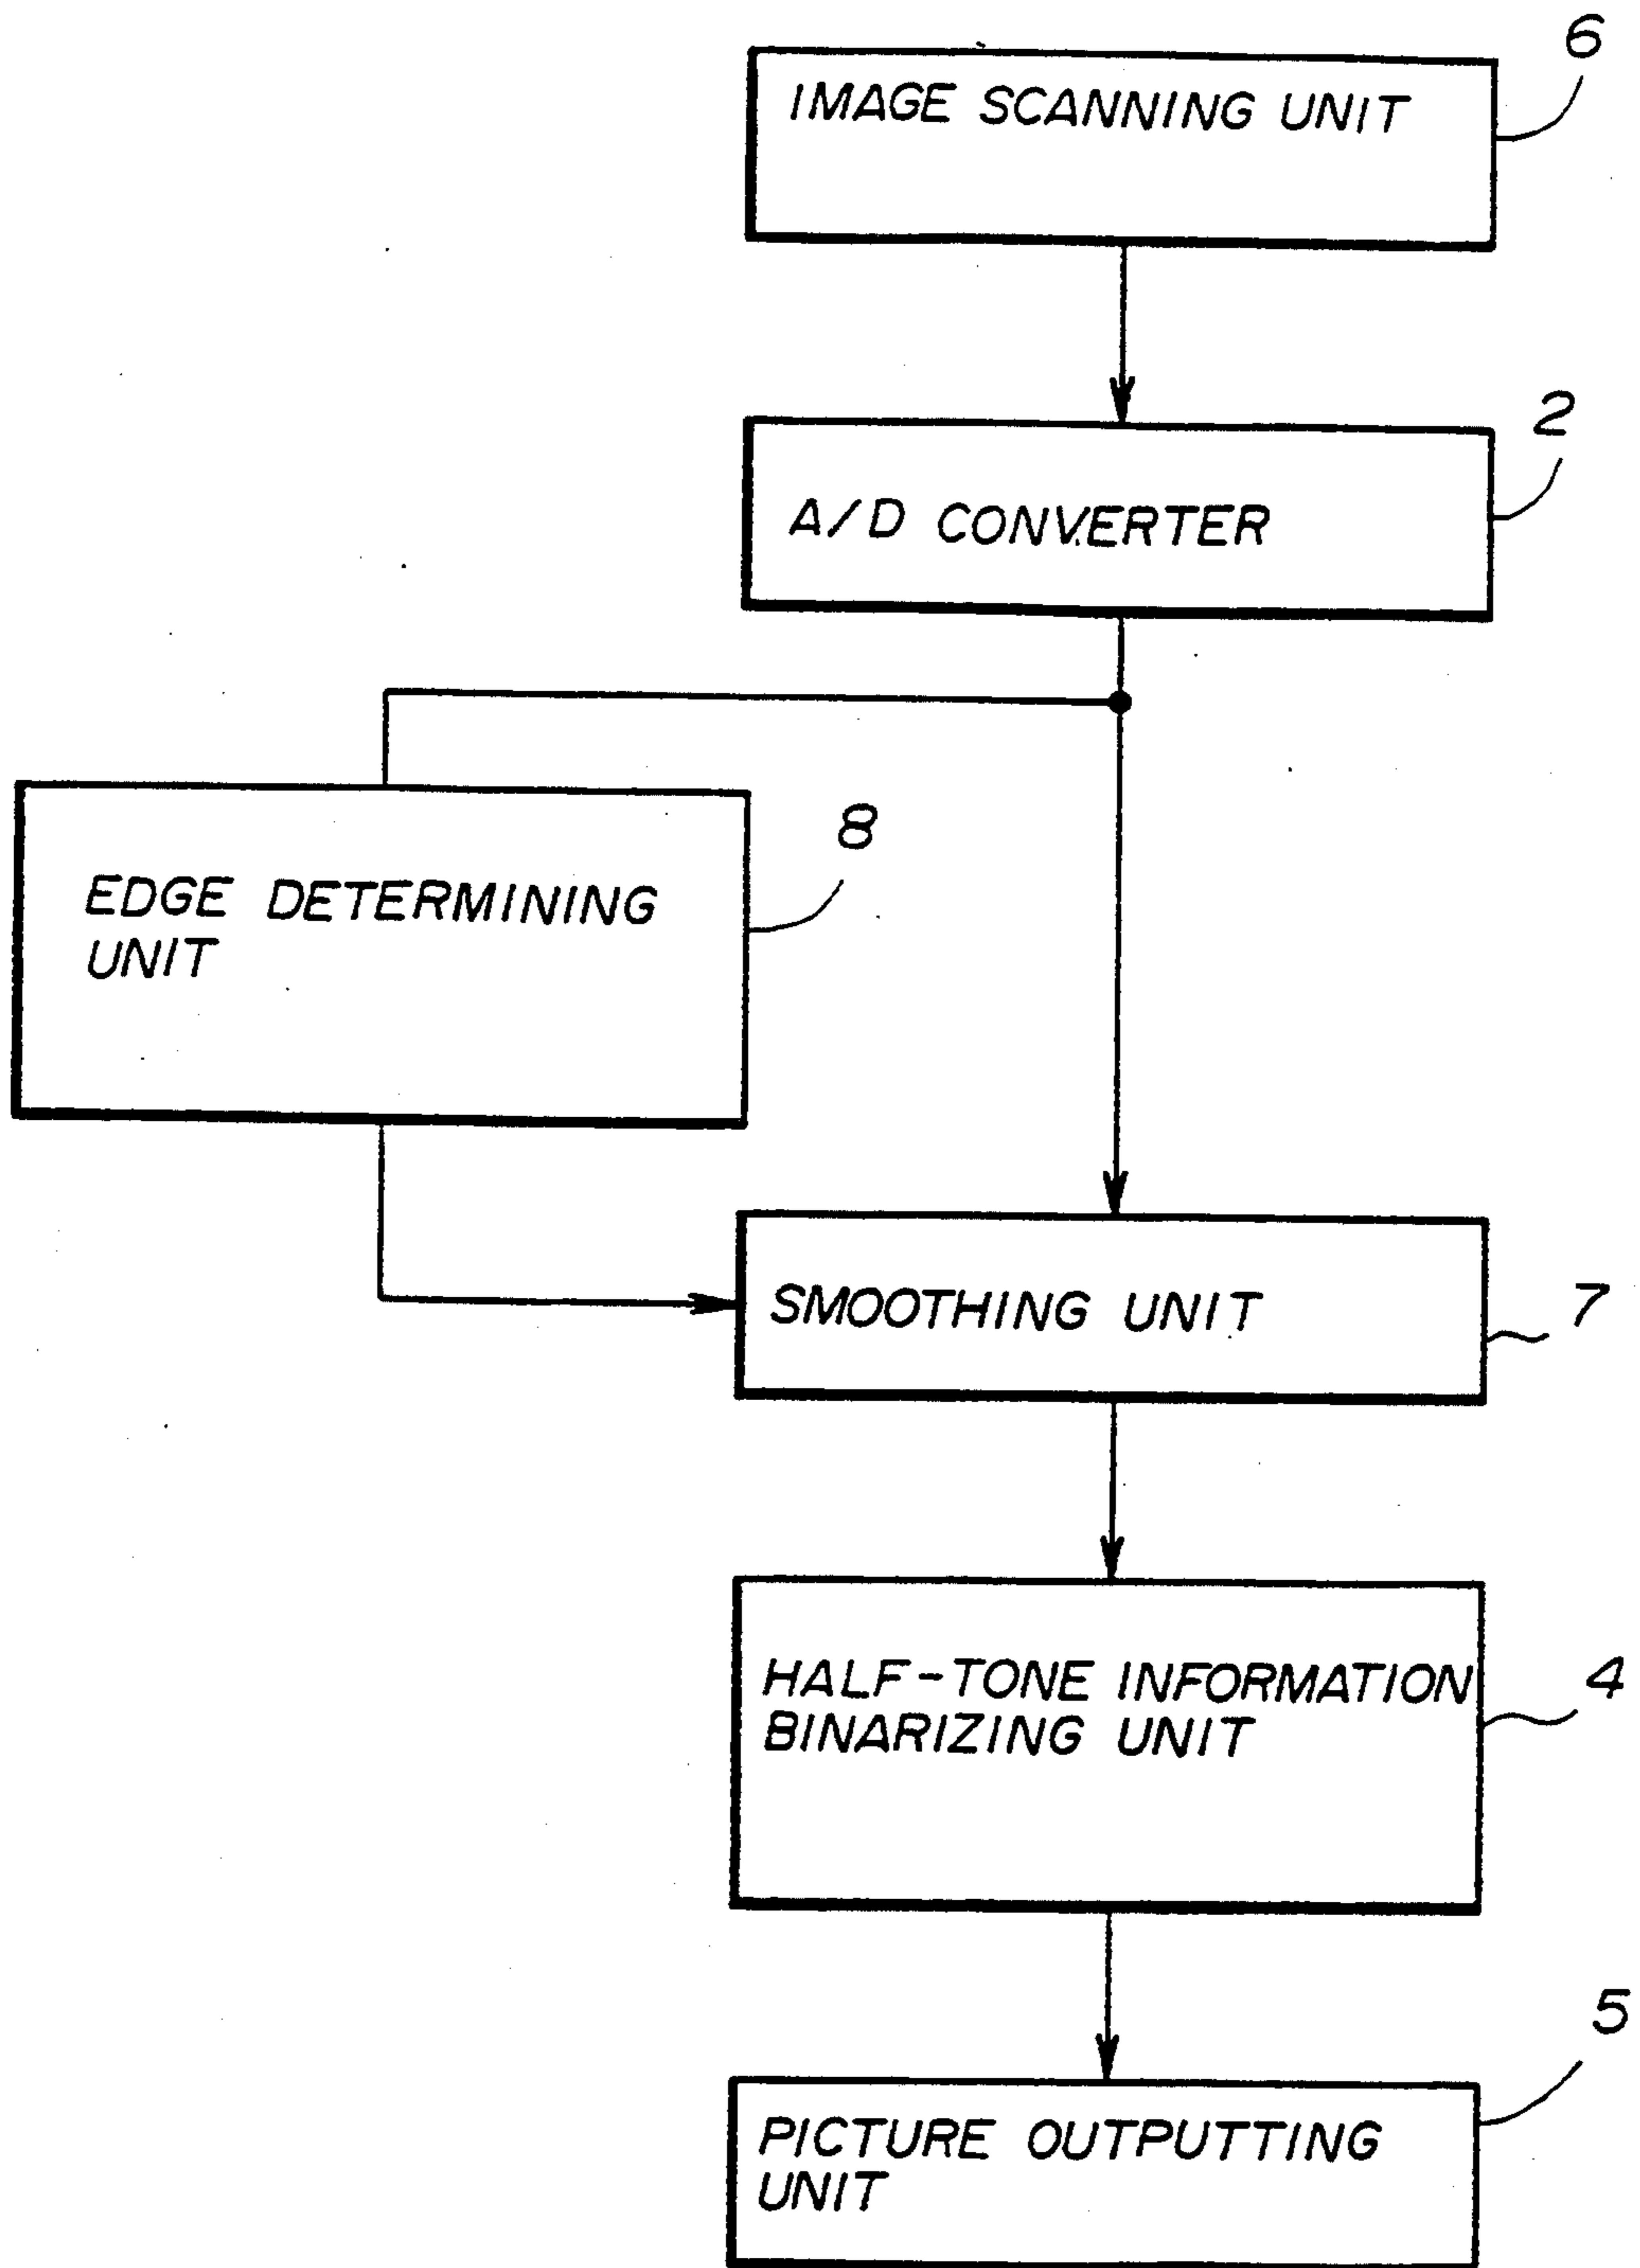 6
IMAGE SCANNING UNIT
2
A/D CONVERTER
8
EDGE DETERMINING
UNIT
SMOOTHING UNIT
7
HALF-TONE INFORMATION
BINARIZING UNIT
4
5
PICTURE OUTPUTTING
UNIT